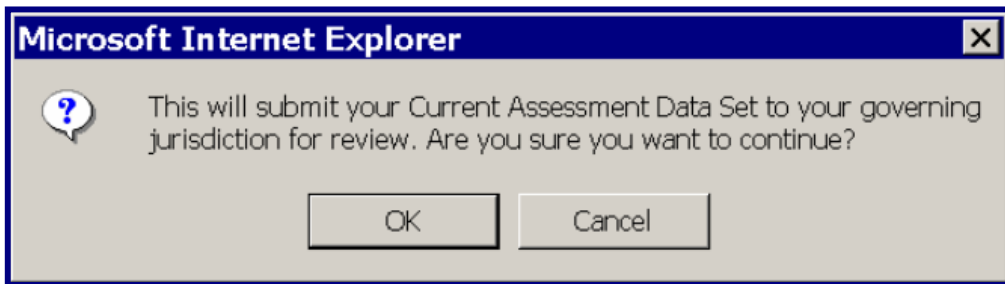 Microsoft Internet Explorer
This will submit your Current Assessment Data Set to your governing
jurisdiction for review. Are you sure you want to continue?
OK
Cancel